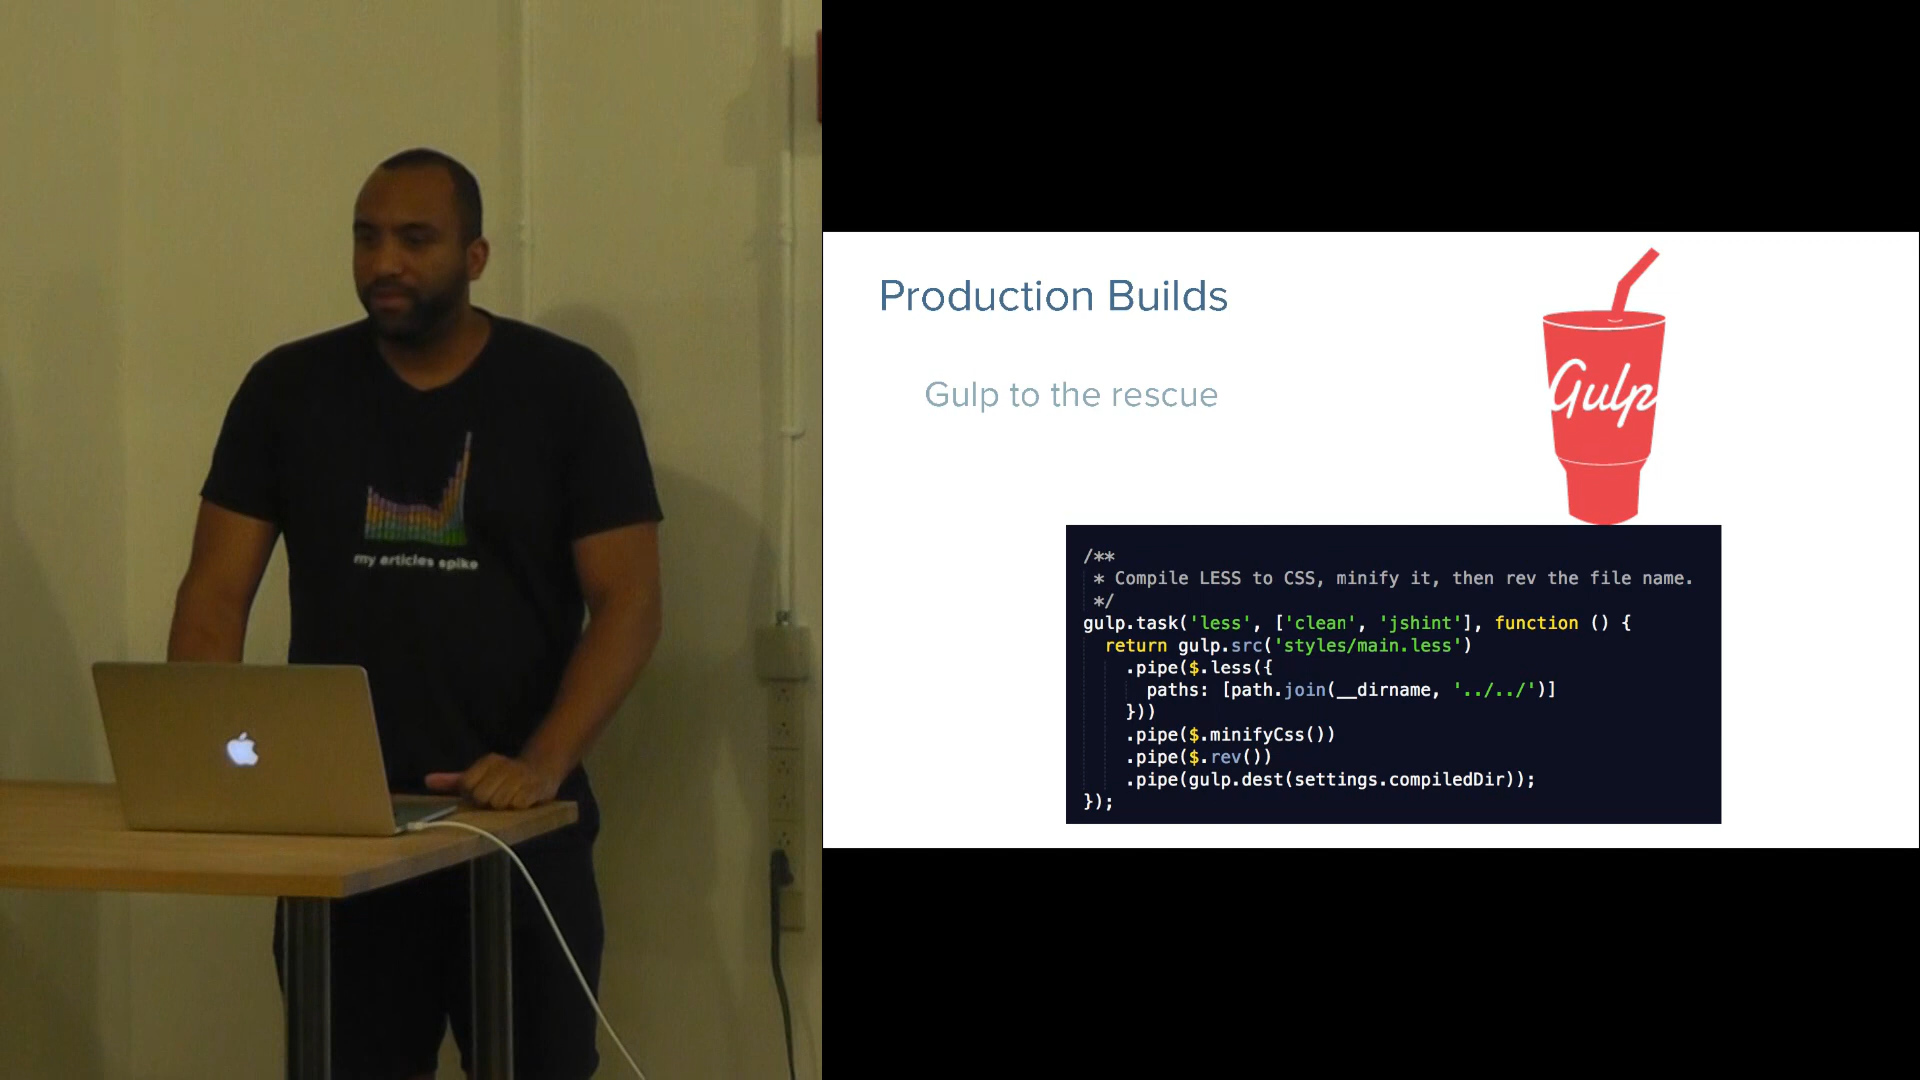 my articles spike
Production Builds
Gulp to the rescue
Gulp
/**
 * Compile LESS to CSS, minify it, then rev the file name.
 */
gulp.task('less', ['clean', 'jshint'], function () {
  return gulp.src('styles/main.less')
    .pipe($.less({
      paths: [path.join(__dirname, '../../')]
    }))
    .pipe($.minifyCss())
    .pipe($.rev())
    .pipe(gulp.dest(settings.compiledDir));
});